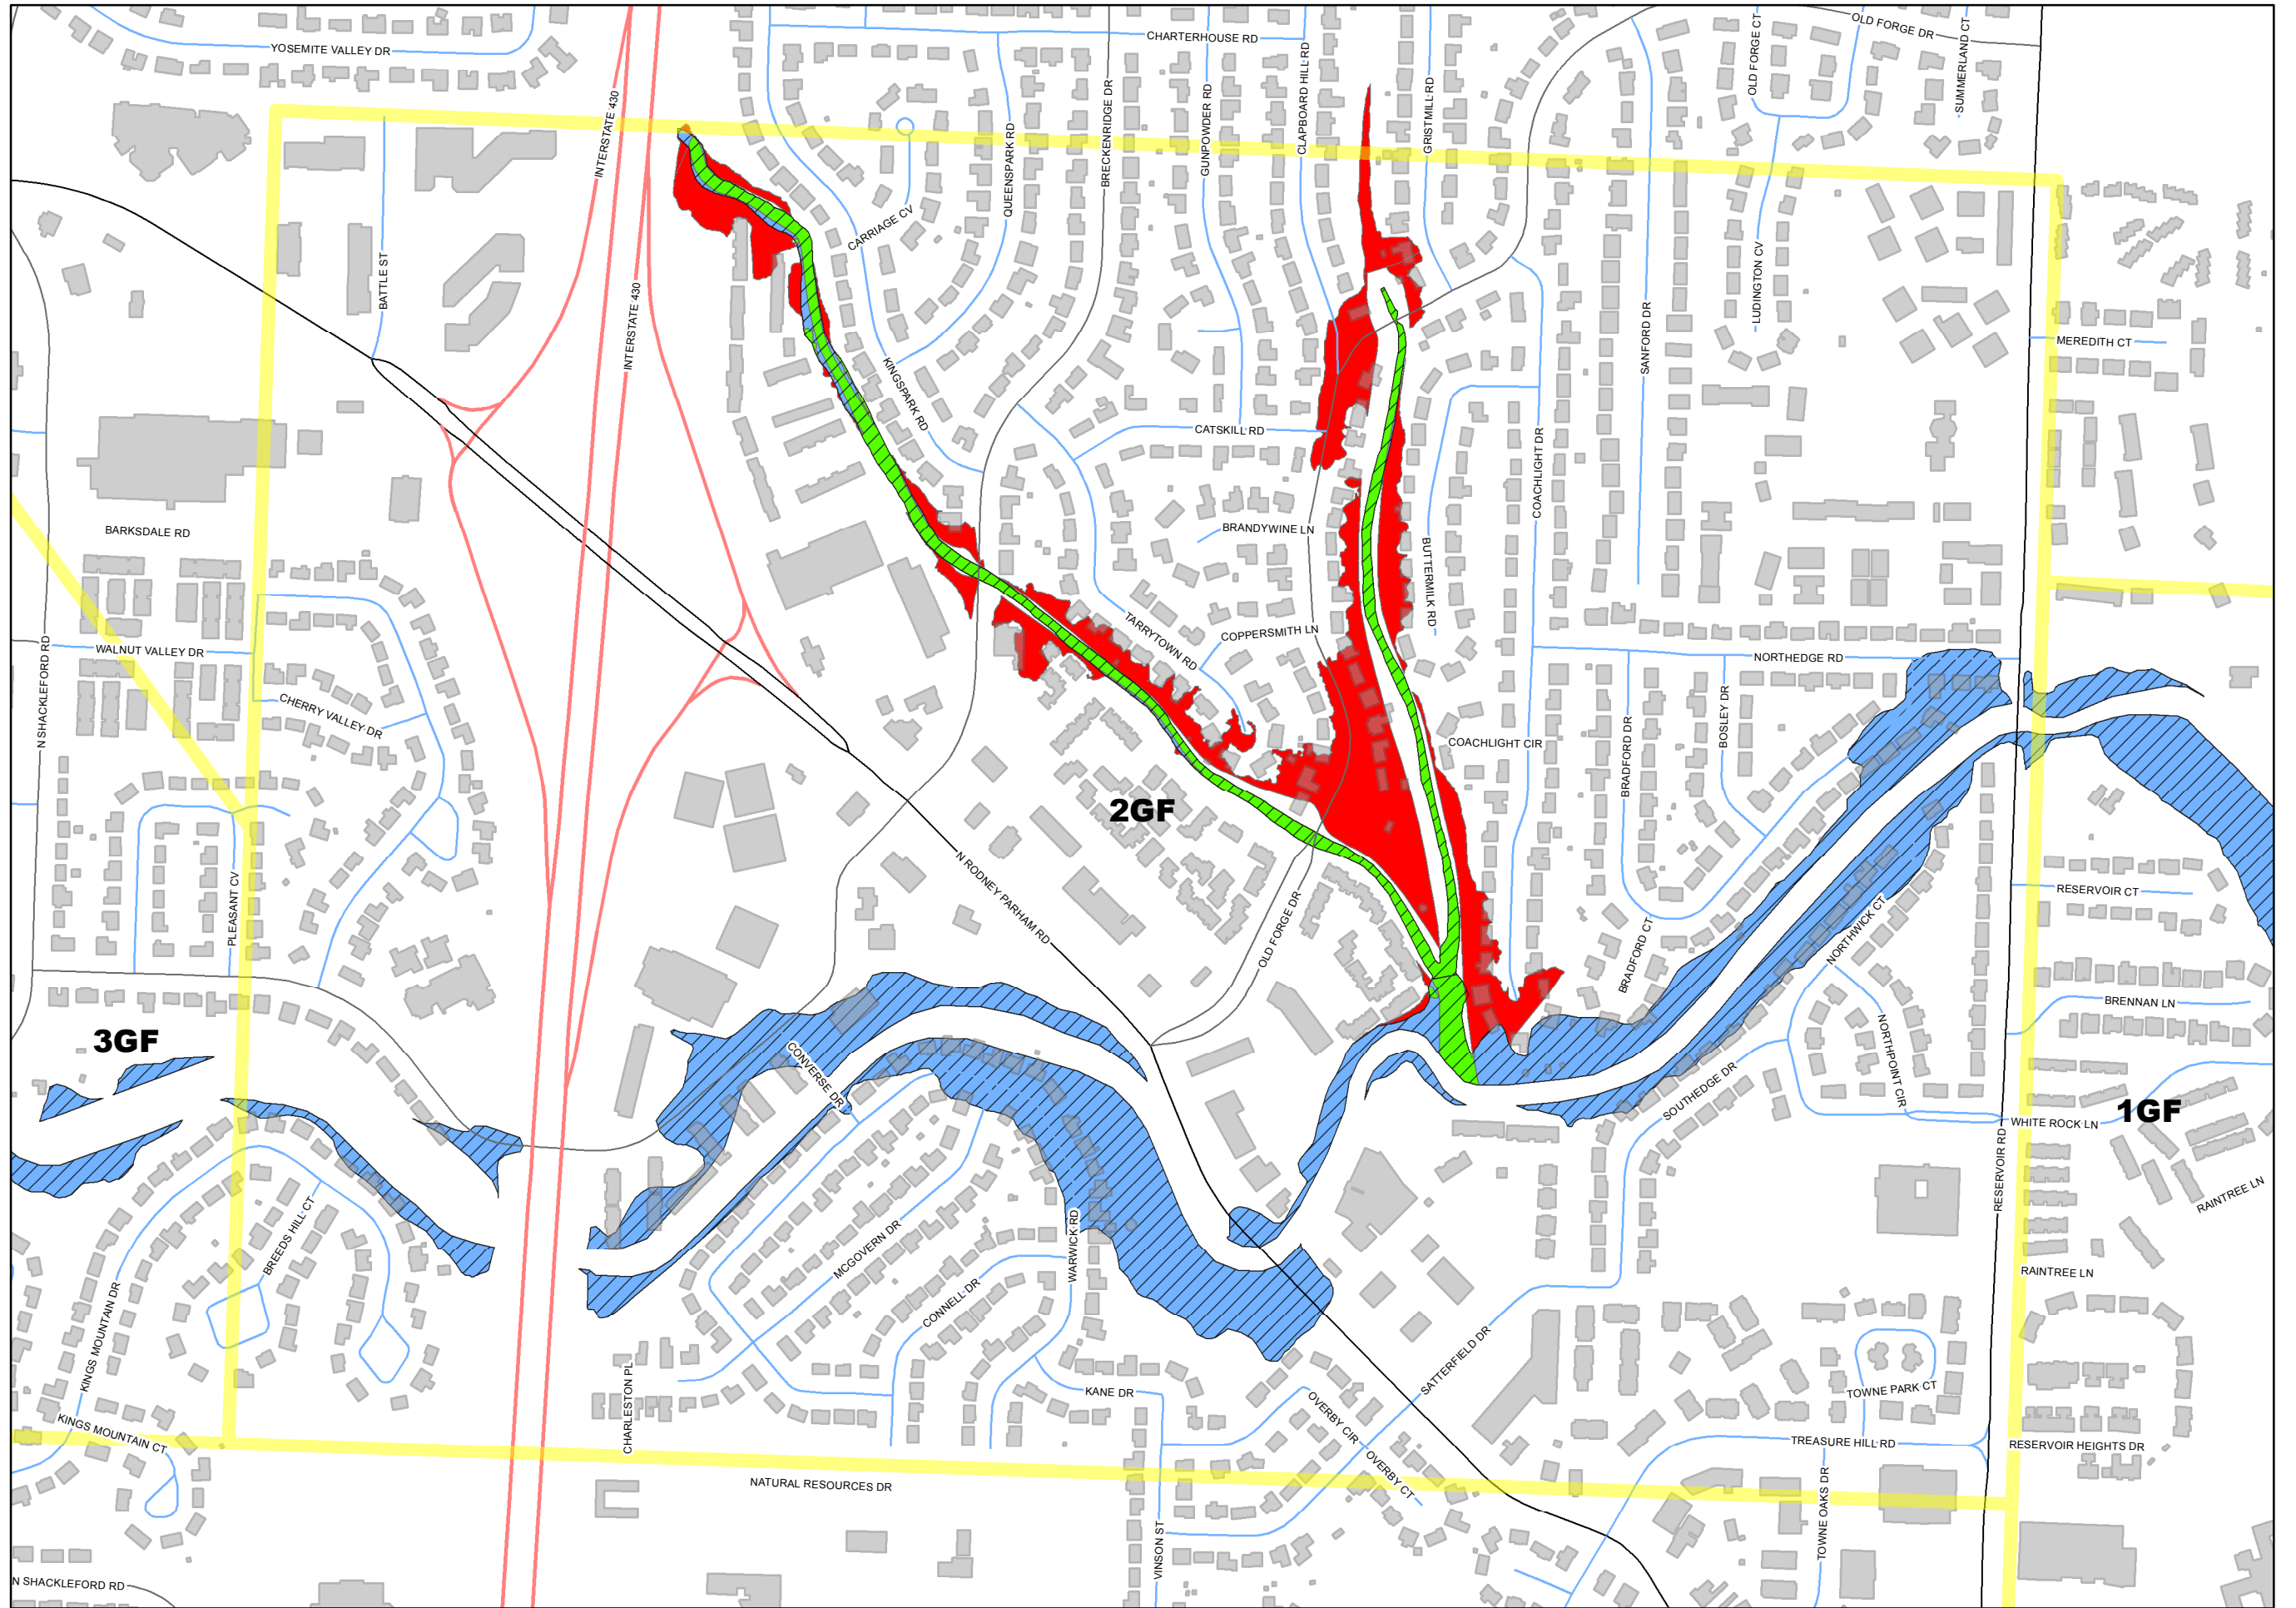 OLD FORGE DR
OLD FORGE CT
SUMMERLAND CT
CHARTERHOUSE RD
YOSEMITE VALLEY DR
CLAPBOARD HILL RD
BRECKENRIDGE DR
GUNPOWDER RD
GRISTMILL RD
INTERSTATE 430
QUEENSPARK RD
CARRIAGE CV
BATTLE ST
LUDINGTON CV
INTERSTATE 430
SANFORD DR
MEREDITH CT
KINGSPARK RD
CATSKILL RD
COACHLIGHT DR
BARKSDALE RD
BRANDYWINE LN
BUTTERMILK RD
TARRYTOWN RD
COPPERSMITH LN
WALNUT VALLEY DR
NORTHEDGE RD
N SHACKLEFORD RD
CHERRY VALLEY DR
BOSLEY DR
COACHLIGHT CIR
BRADFORD DR
2GF
PLEASANT CV
N RODNEY PARHAM RD
RESERVOIR CT
OLD FORGE DR
NORTHWICK CT
BRADFORD CT
BRENNAN LN
3GF
CONVERSE DR
NORTHPOINT CIR
SOUTHEDGE DR
1GF
WHITE ROCK LN
RESERVOIR RD
RAINTREE LN
BREEDS HILL CT
MCGOVERN DR
WARWICK RD
RAINTREE LN
CONNELL DR
KINGS MOUNTAIN DR
SATTERFIELD DR
CHARLESTON PL
KANE DR
TOWNE PARK CT
OVERBY CIR
KINGS MOUNTAIN CT
TREASURE HILL RD
RESERVOIR HEIGHTS DR
OVERBY CT
NATURAL RESOURCES DR
TOWNE OAKS DR
VINSON ST
N SHACKLEFORD RD